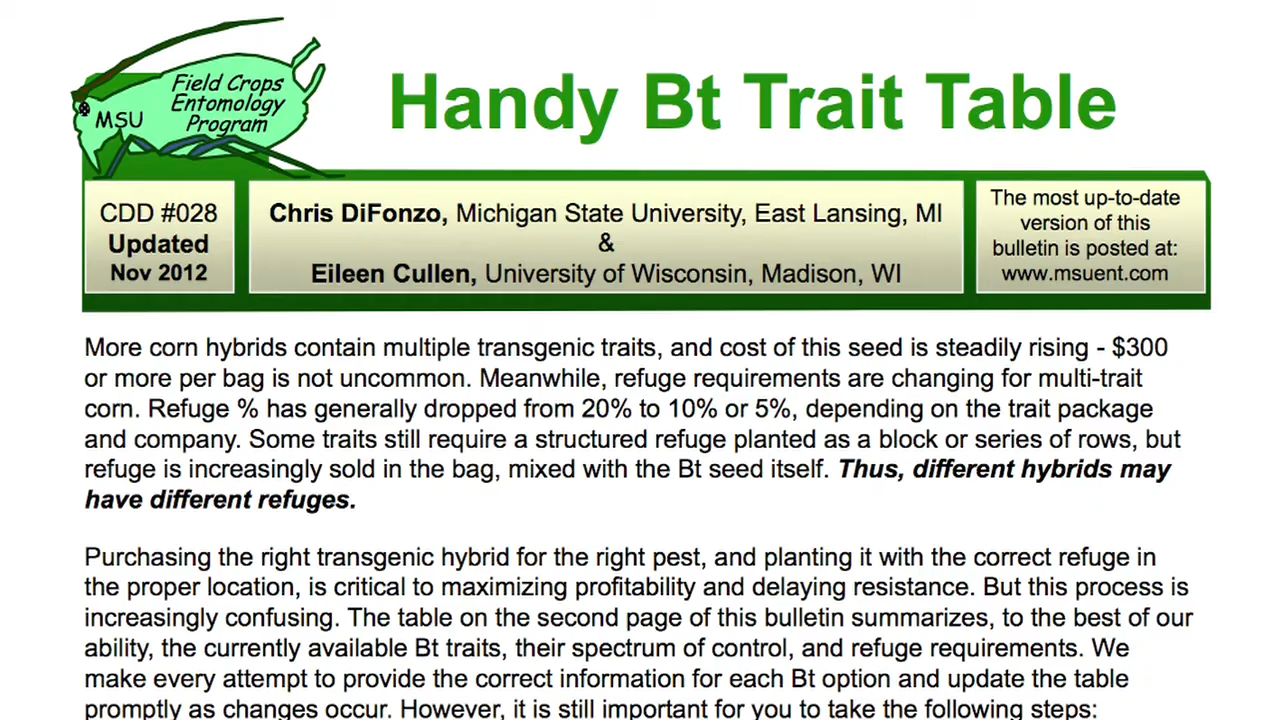 Field Crops
Entomology
Program
MSU
Handy Bt Trait Table
CDD #028
Updated
Nov 2012
Chris DiFonzo, Michigan State University, East Lansing, MI
&
Eileen Cullen, University of Wisconsin, Madison, WI
The most up-to-date
version of this
bulletin is posted at:
www.msuent.com
More corn hybrids contain multiple transgenic traits, and cost of this seed is steadily rising - $300
or more per bag is not uncommon. Meanwhile, refuge requirements are changing for multi-trait
corn. Refuge % has generally dropped from 20% to 10% or 5%, depending on the trait package
and company. Some traits still require a structured refuge planted as a block or series of rows, but
refuge is increasingly sold in the bag, mixed with the Bt seed itself. Thus, different hybrids may
have different refuges.
Purchasing the right transgenic hybrid for the right pest, and planting it with the correct refuge in
the proper location, is critical to maximizing profitability and delaying resistance. But this process is
increasingly confusing. The table on the second page of this bulletin summarizes, to the best of our
ability, the currently available Bt traits, their spectrum of control, and refuge requirements. We
make every attempt to provide the correct information for each Bt option and update the table
promptly as changes occur. However, it is still important for you to take the following steps: